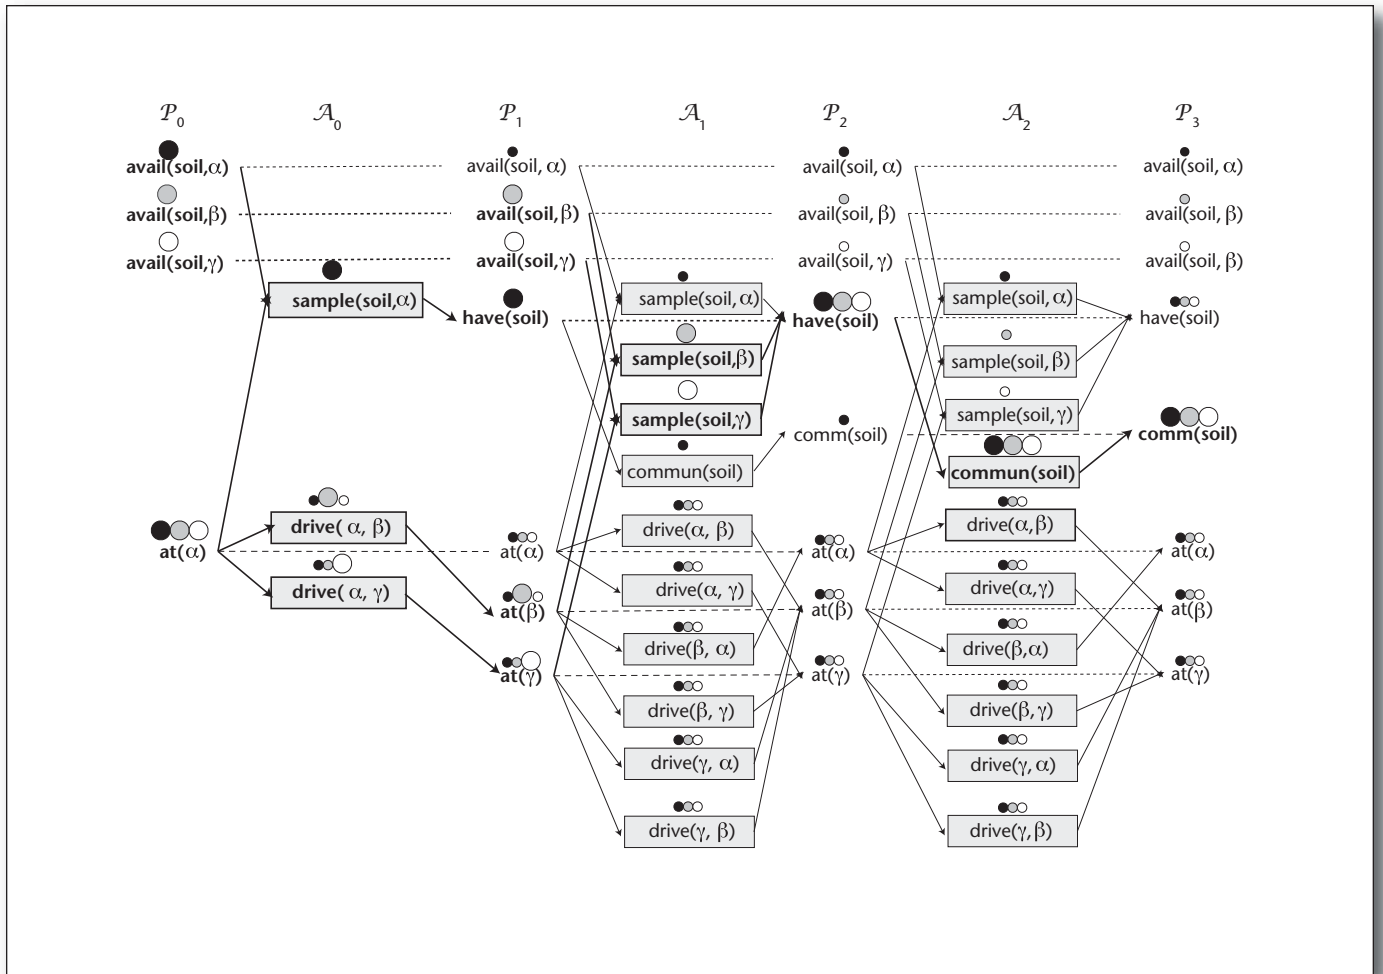 𝒫0 𝒜0 𝒫1 𝒜1 𝒫2 𝒜2 𝒫3
avail(soil,α) avail(soil, α) avail(soil, α) avail(soil, α)
avail(soil,β) avail(soil,β) avail(soil, β) avail(soil, β)
avail(soil,γ) avail(soil,γ) avail(soil, γ) avail(soil, β)
sample(soil,α) sample(soil, α) sample(soil, α)
have(soil) have(soil) have(soil)
sample(soil,β) sample(soil, β)
sample(soil,γ) sample(soil, γ)
comm(soil) comm(soil)
commun(soil) commun(soil)
drive( α, β) drive(α, β) drive(α,β)
at(α) at(α) at(α) at(α)
drive( α, γ) drive(α, γ) drive(α,γ)
at(β) at(β) at(β)
drive(β, α) drive(β,α)
at(γ) at(γ) at(γ)
drive(β, γ) drive(β,γ)
drive(γ, α) drive(γ,α)
drive(γ, β) drive(γ,β)